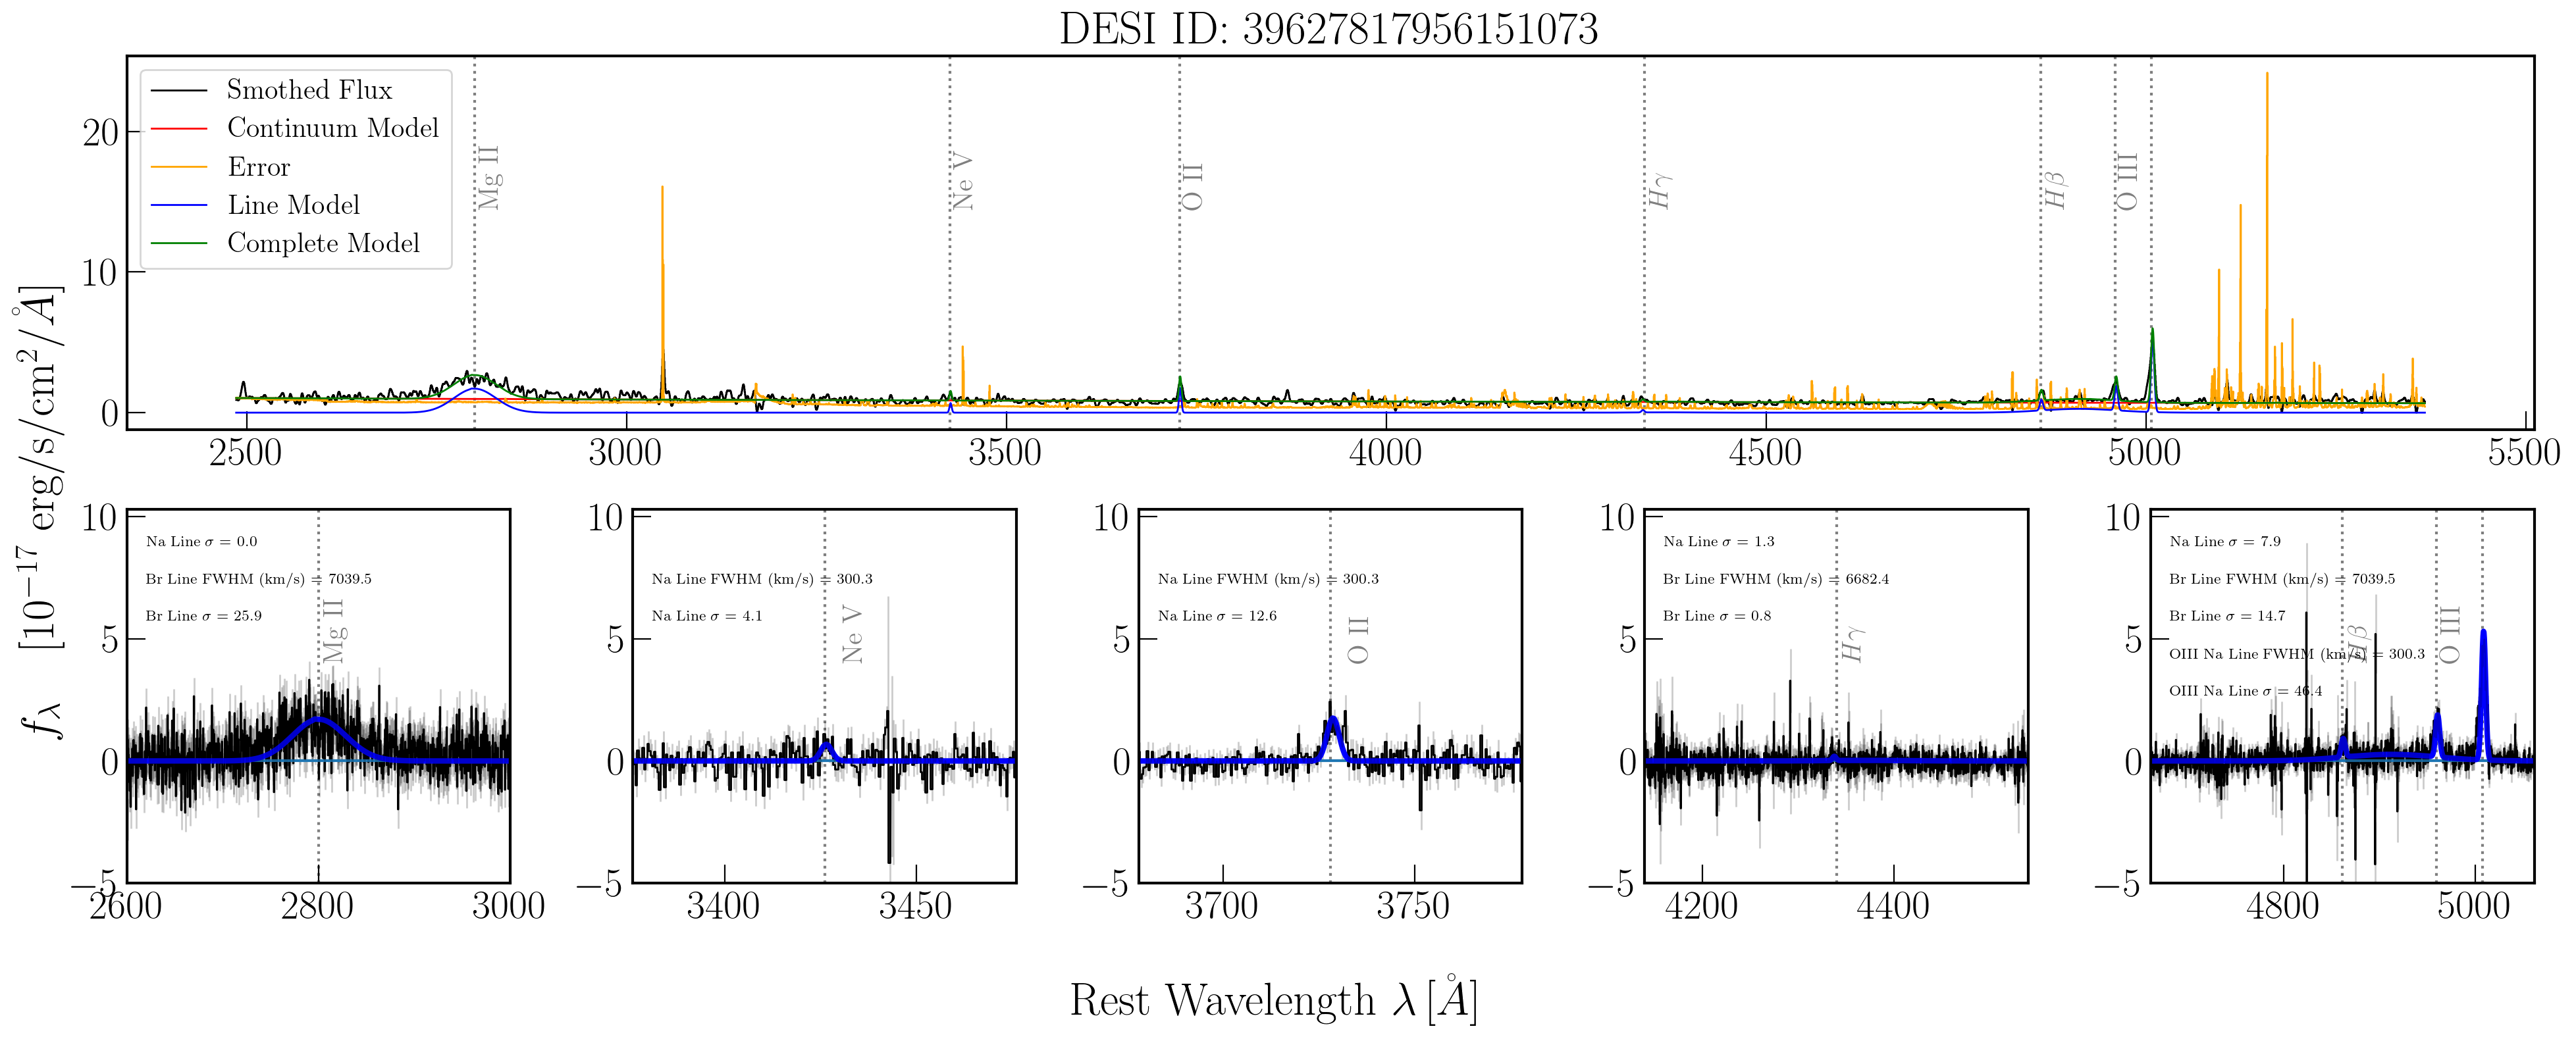 DESI ID: 39627817956151073
Smothed Flux
Continuum Model
Error
Line Model
Complete Model
Mg II
Ne V
O II
Hγ
Hβ
O III
20
10
0
2500 3000 3500 4000 4500 5000 5500
f_λ [10^{-17} erg/s/cm^2/Å]
10
5
0
−5
Na Line σ = 0.0
Br Line FWHM (km/s) = 7039.5
Br Line σ = 25.9
Mg II
2600 2800 3000
10
5
0
−5
Na Line FWHM (km/s) = 300.3
Na Line σ = 4.1
Ne V
3400 3450
10
5
0
−5
Na Line FWHM (km/s) = 300.3
Na Line σ = 12.6
O II
3700 3750
10
5
0
−5
Na Line σ = 1.3
Br Line FWHM (km/s) = 6682.4
Br Line σ = 0.8
Hγ
4200 4400
10
5
0
−5
Na Line σ = 7.9
Br Line FWHM (km/s) = 7039.5
Br Line σ = 14.7
OIII Na Line FWHM (km/s) = 300.3
OIII Na Line σ = 46.4
Hβ
O III
4800 5000
Rest Wavelength λ [Å]